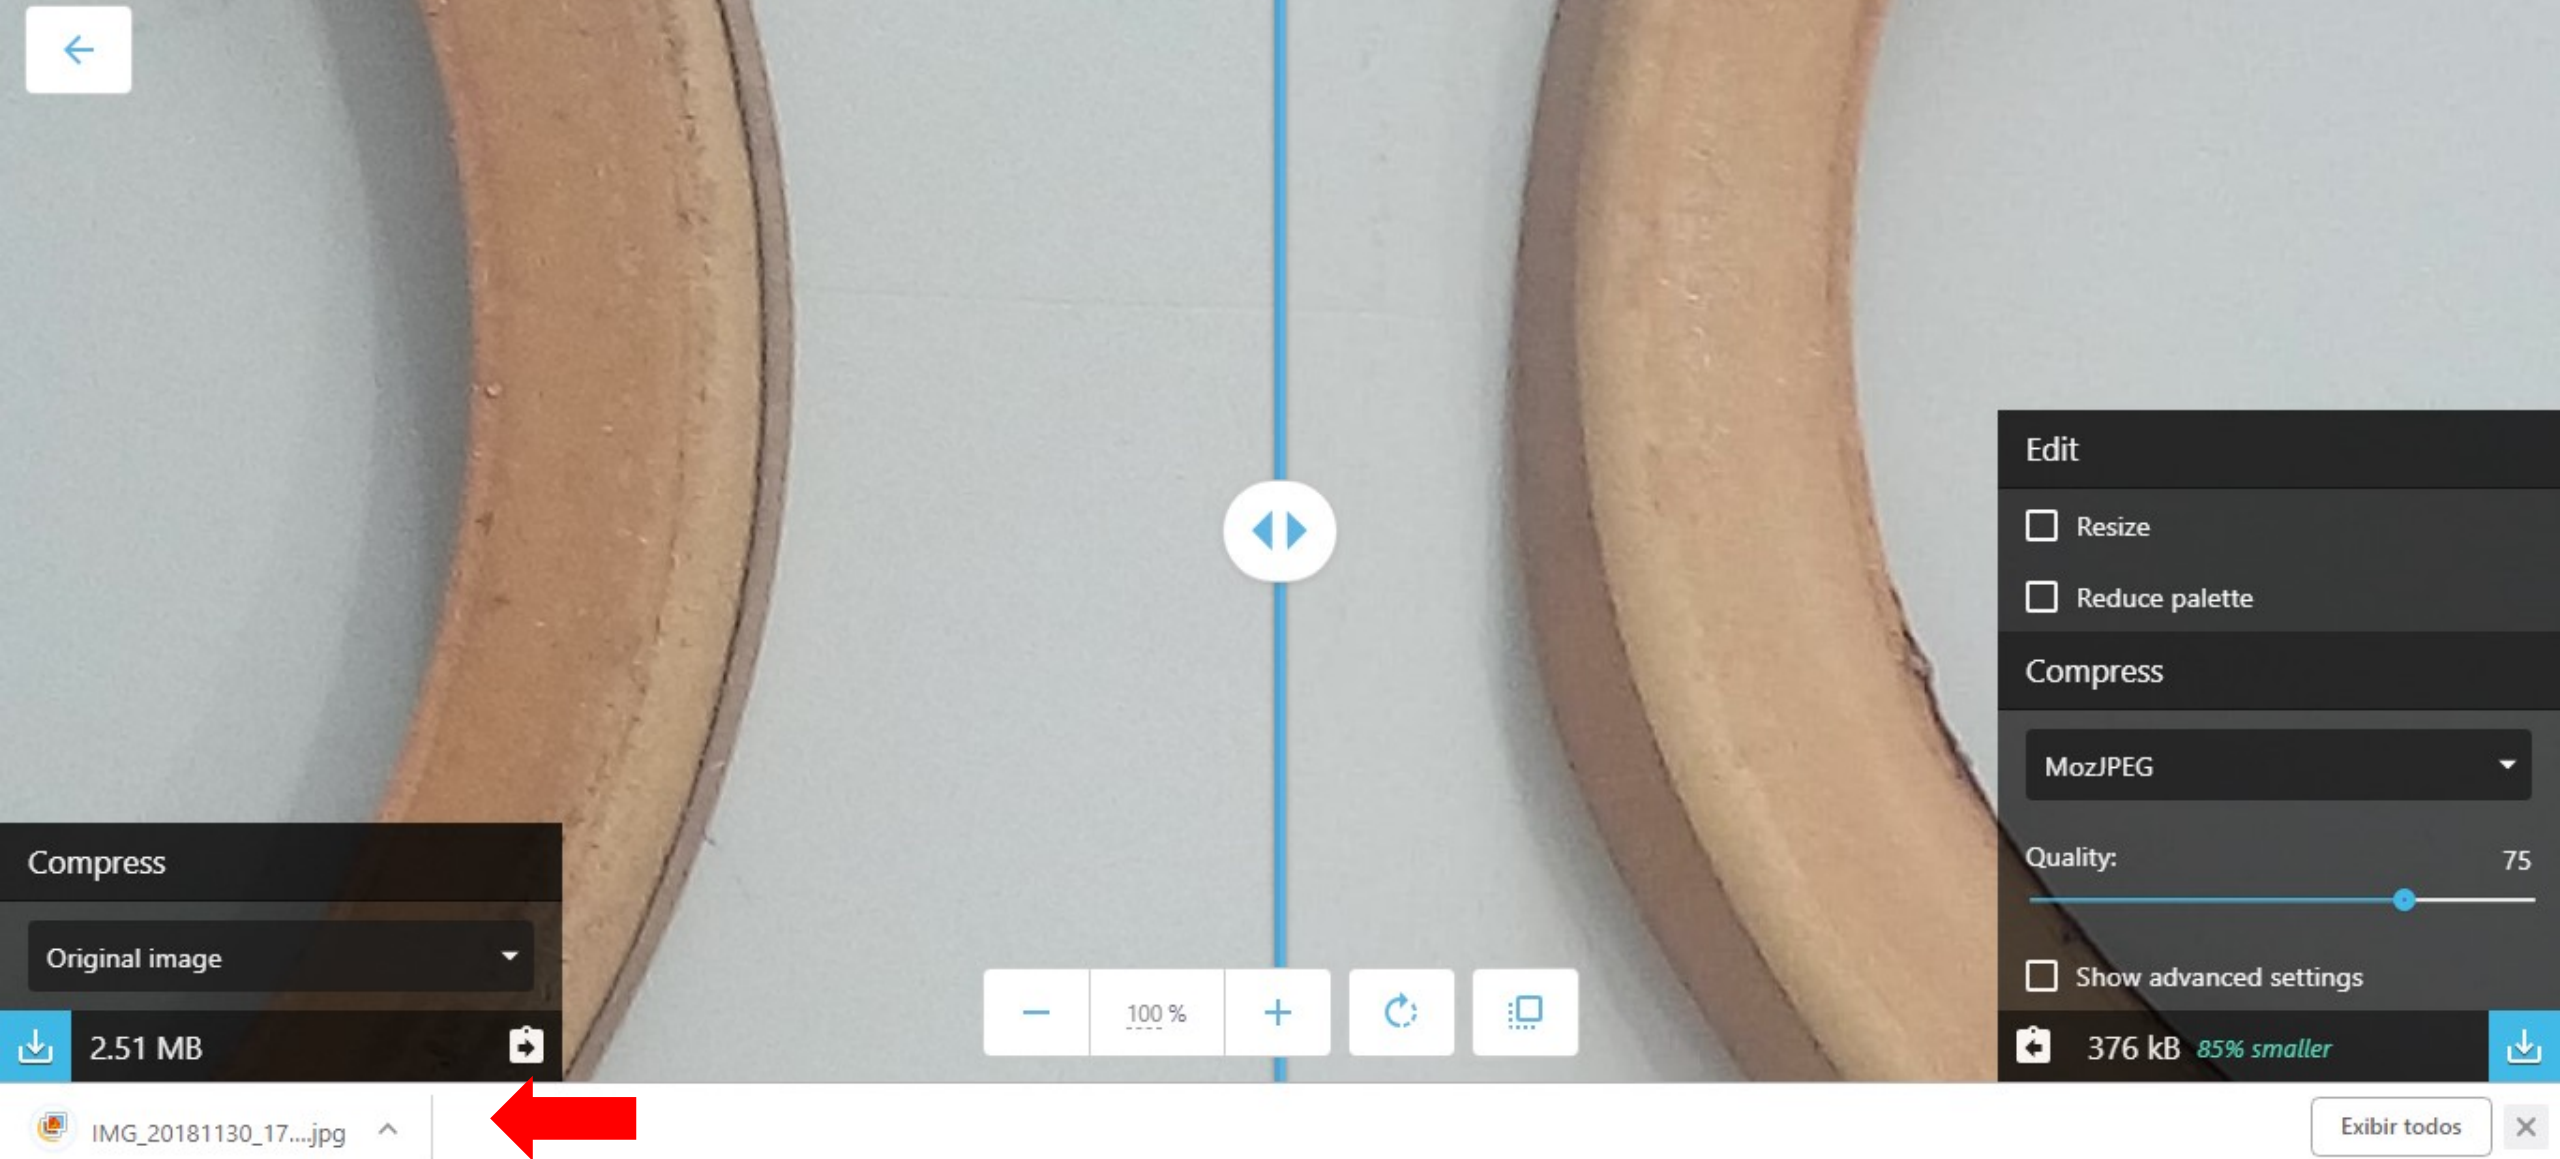 Edit
Resize
Reduce palette
Compress
MozJPEG
Quality: 75
Show advanced settings
376 kB 85% smaller
Compress
Original image
2.51 MB
100 %
IMG_20181130_17....jpg
Exibir todos